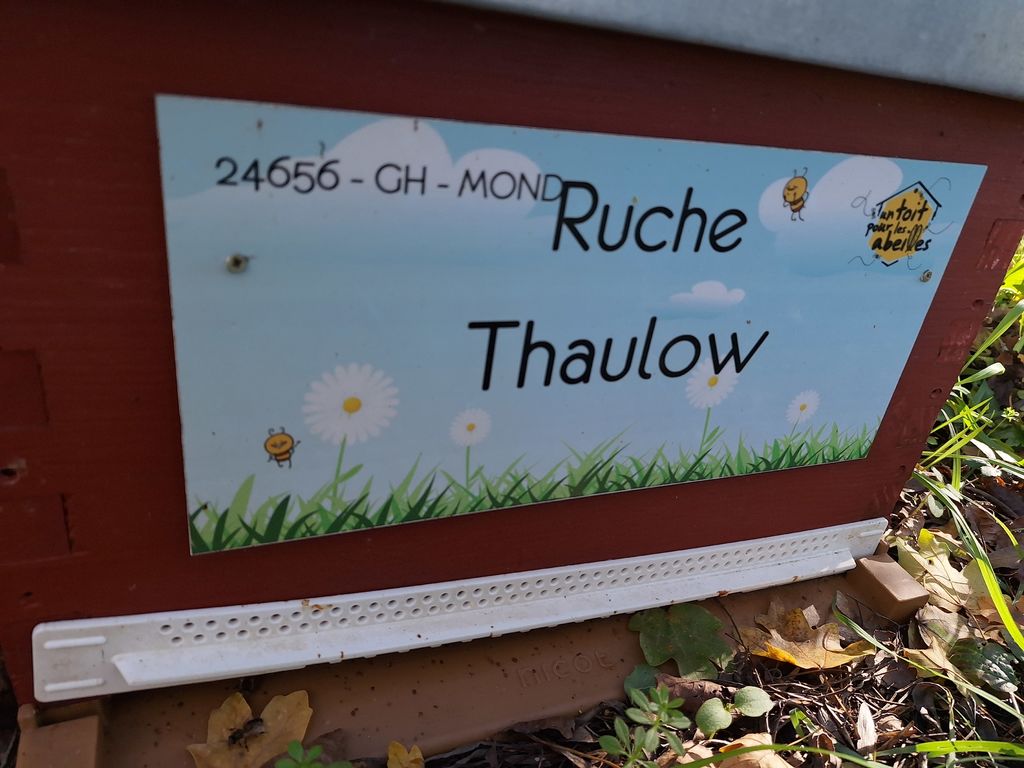 24656 - GH - MOND
Ruche
Thaulow
Un toit
pour les
abeilles
nicot